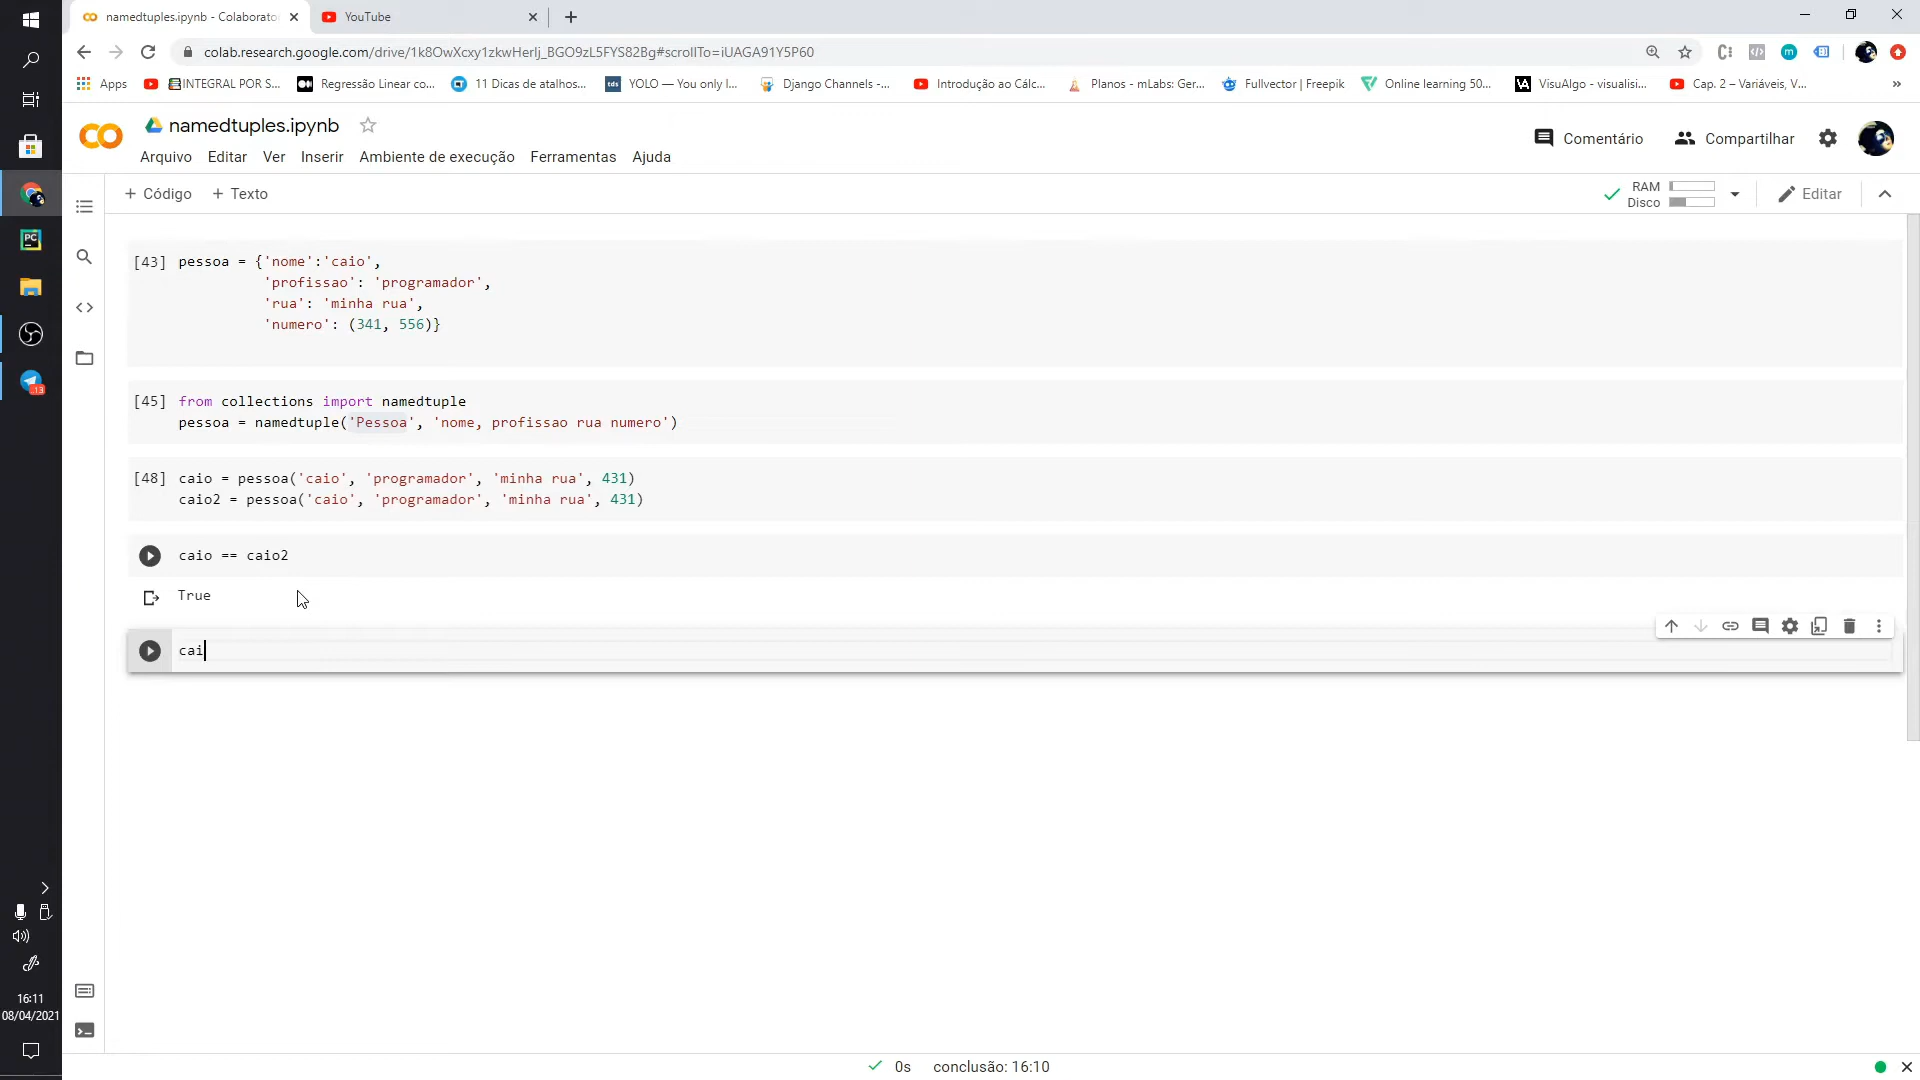 namedtuples.ipynb - Colaborato
YouTube
colab.research.google.com/drive/1k8OwXcxy1zkwHerIj_BGO9zL5FYS82Bg#scrollTo=iUAGA91Y5P60
Apps
INTEGRAL POR S...
Regressão Linear co...
11 Dicas de atalhos...
YOLO — You only l...
Django Channels -...
Introdução ao Cálc...
Planos - mLabs: Ger...
Fullvector | Freepik
Online learning 50...
VisuAlgo - visualisi...
Cap. 2 – Variáveis, V...
»
namedtuples.ipynb
Comentário
Compartilhar
Arquivo Editar Ver Inserir Ambiente de execução Ferramentas Ajuda
+ Código + Texto
RAM
Disco
Editar
[43] pessoa = {'nome':'caio',
'profissao': 'programador',
'rua': 'minha rua',
'numero': (341, 556)}
[45] from collections import namedtuple
pessoa = namedtuple('Pessoa', 'nome, profissao rua numero')
[48] caio = pessoa('caio', 'programador', 'minha rua', 431)
caio2 = pessoa('caio', 'programador', 'minha rua', 431)
caio == caio2
True
cai
16:11
08/04/2021
0s conclusão: 16:10